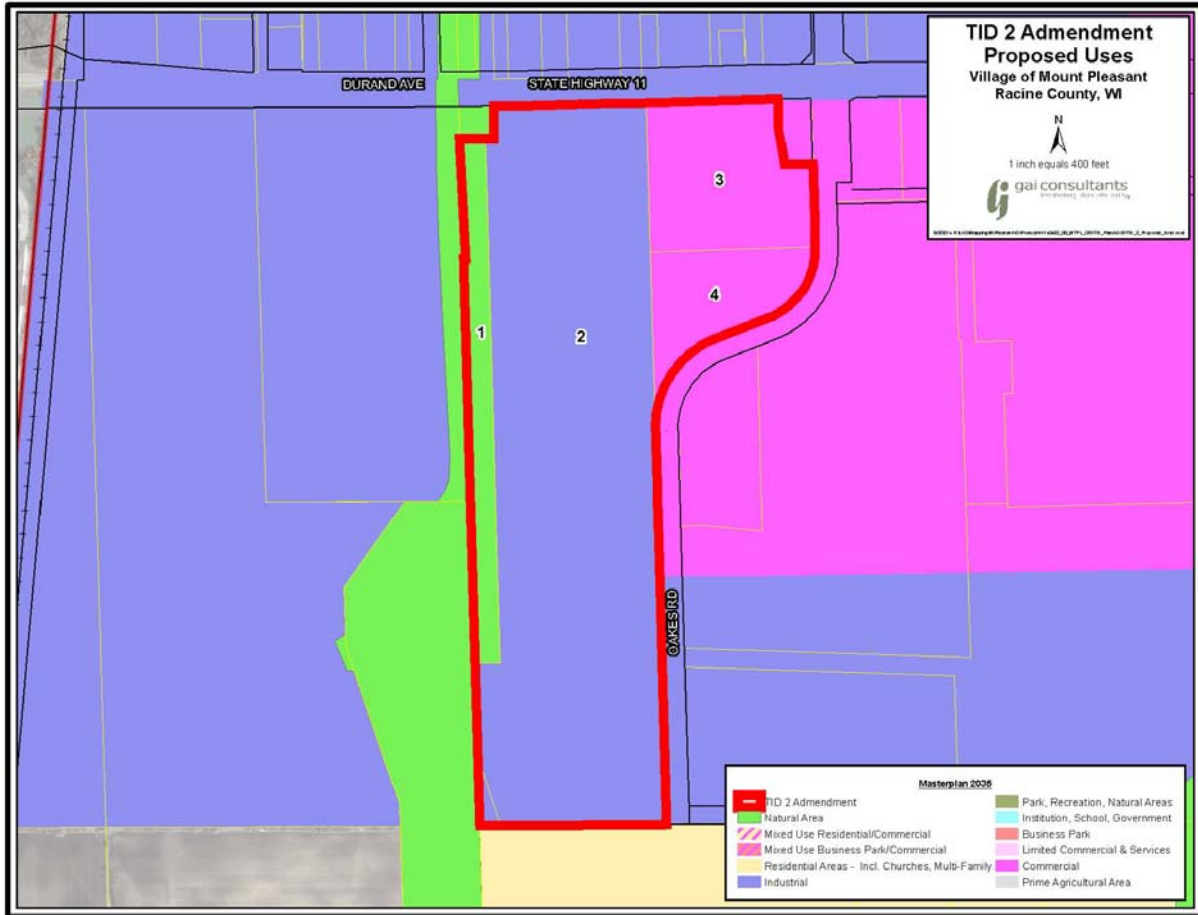 TID 2 Admendment
Proposed Uses
Village of Mount Pleasant
Racine County, WI
N
1 inch equals 400 feet
gai consultants
DURAND AVE
STATE HIGHWAY 11
3
4
1
2
OAKES RD
Masterplan 2035
TID 2 Admendment
Natural Area
Mixed Use Residential/Commercial
Mixed Use Business Park/Commercial
Residential Areas - Incl. Churches, Multi-Family
Industrial
Park, Recreation, Natural Areas
Institution, School, Government
Business Park
Limited Commercial & Services
Commercial
Prime Agricultural Area